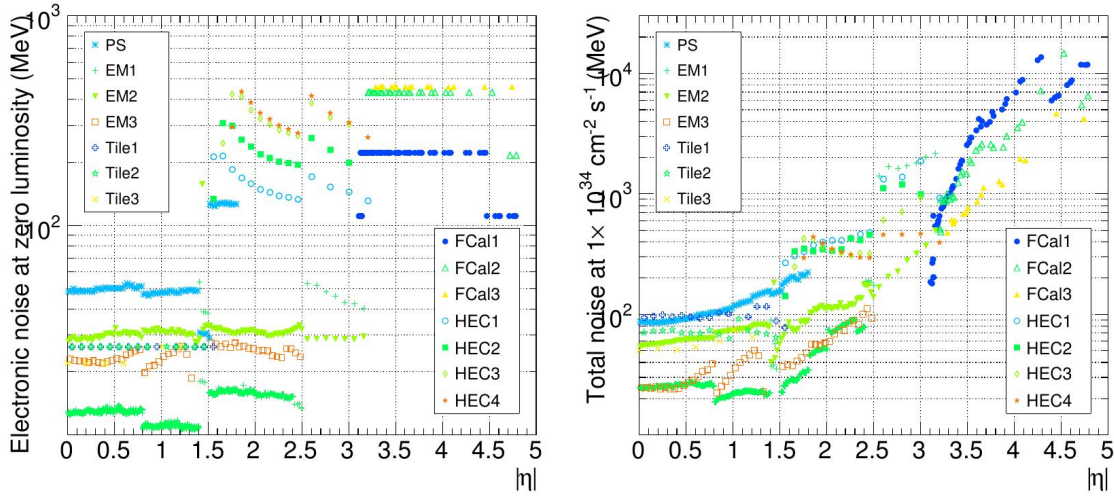 Electronic noise at zero luminosity (MeV)
10³
10²
PS
EM1
EM2
EM3
Tile1
Tile2
Tile3
FCal1
FCal2
FCal3
HEC1
HEC2
HEC3
HEC4
0 0.5 1 1.5 2 2.5 3 3.5 4 4.5 5
|η|
Total noise at 1× 10³⁴ cm⁻² s⁻¹ (MeV)
10⁴
10³
10²
PS
EM1
EM2
EM3
Tile1
Tile2
Tile3
FCal1
FCal2
FCal3
HEC1
HEC2
HEC3
HEC4
0 0.5 1 1.5 2 2.5 3 3.5 4 4.5 5
|η|